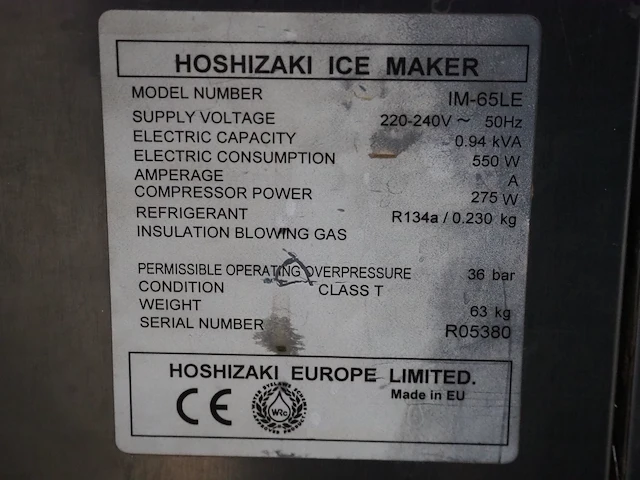 HOSHIZAKI ICE MAKER
MODEL NUMBER IM-65LE
SUPPLY VOLTAGE 220-240V ~ 50Hz
ELECTRIC CAPACITY 0.94 kVA
ELECTRIC CONSUMPTION 550 W
AMPERAGE A
COMPRESSOR POWER 275 W
REFRIGERANT R134a / 0.230 kg
INSULATION BLOWING GAS
PERMISSIBLE OPERATING OVERPRESSURE 36 bar
CONDITION CLASS T
WEIGHT 63 kg
SERIAL NUMBER R05380
HOSHIZAKI EUROPE LIMITED.
Made in EU
CE
WRc